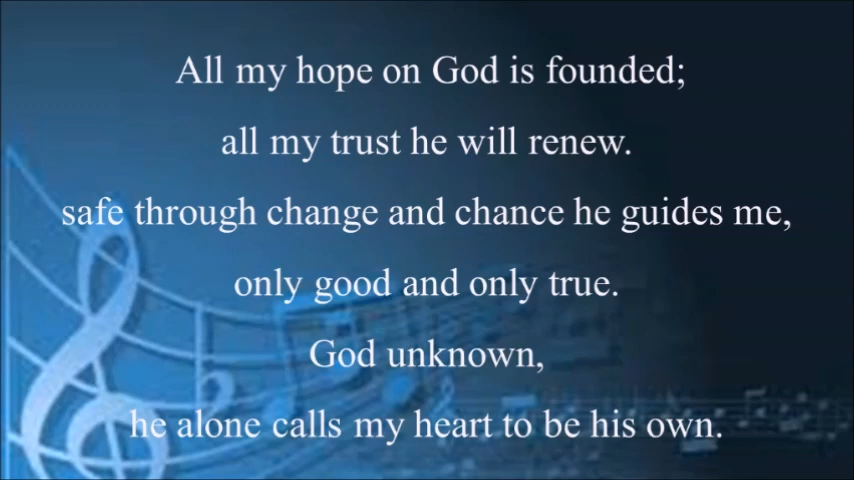 All my hope on God is founded;
all my trust he will renew.
safe through change and chance he guides me,
only good and only true.
God unknown,
he alone calls my heart to be his own.